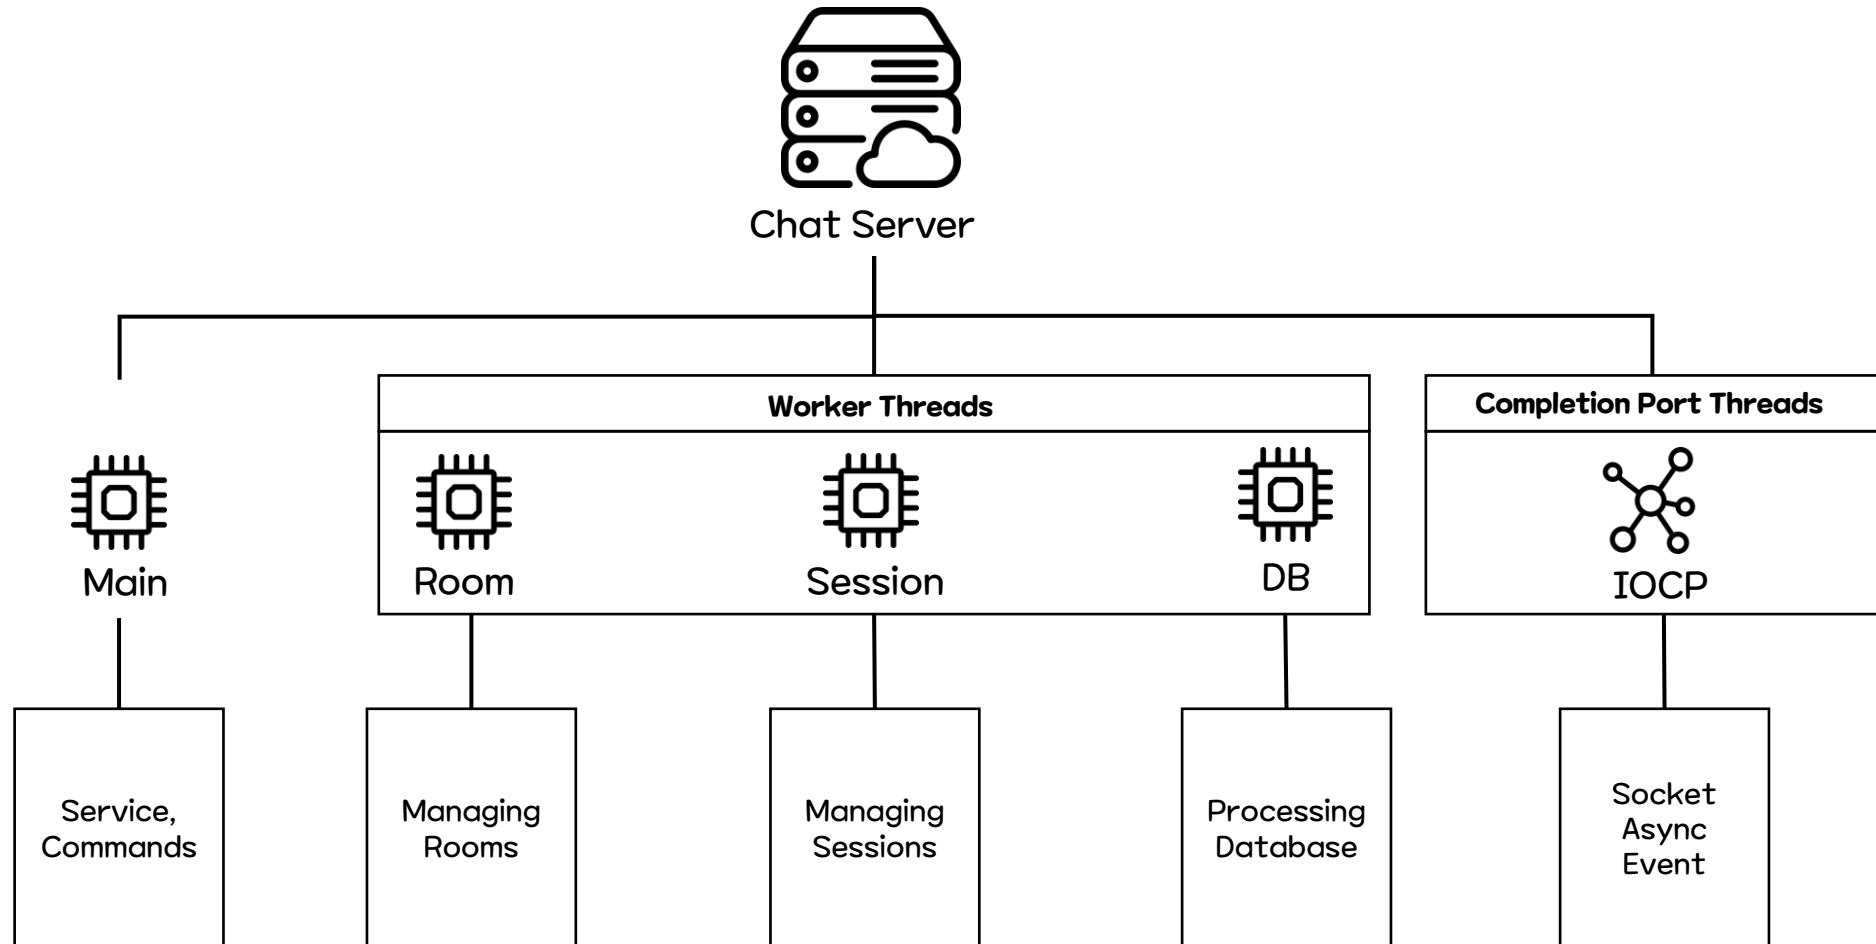 Chat Server
Worker Threads
Completion Port Threads
Main
Room
Session
DB
IOCP
Service,
Commands
Managing
Rooms
Managing
Sessions
Processing
Database
Socket
Async
Event